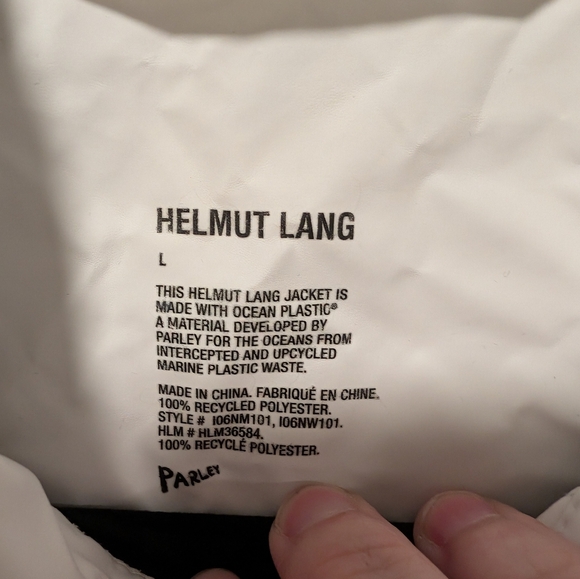 HELMUT LANG
L
THIS HELMUT LANG JACKET IS
MADE WITH OCEAN PLASTIC®
A MATERIAL DEVELOPED BY
PARLEY FOR THE OCEANS FROM
INTERCEPTED AND UPCYCLED
MARINE PLASTIC WASTE.
MADE IN CHINA. FABRIQUÉ EN CHINE.
100% RECYCLED POLYESTER.
STYLE # I06NM101, I06NW101.
HLM # HLM36584.
100% RECYCLÉ POLYESTER.
PARLEY